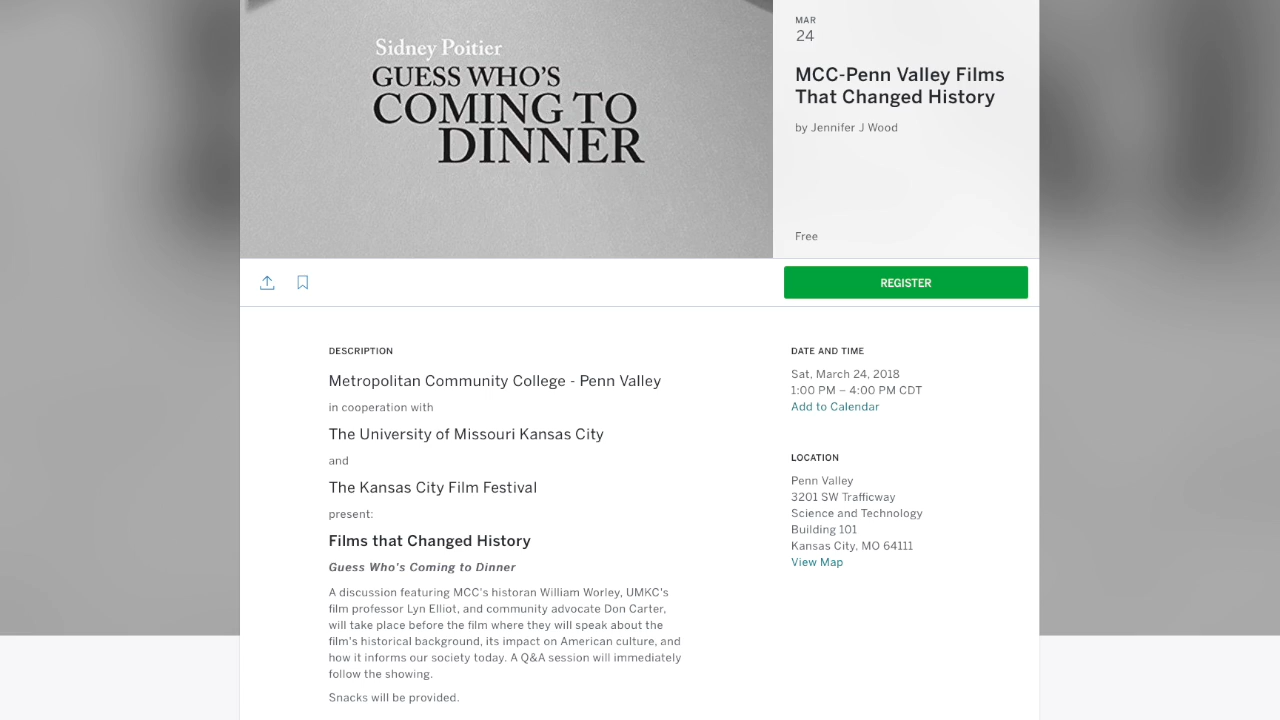 Sidney Poitier
GUESS WHO'S
COMING TO
DINNER
MAR
24
MCC-Penn Valley Films
That Changed History
by Jennifer J Wood
Free
REGISTER
DESCRIPTION
Metropolitan Community College - Penn Valley
in cooperation with
The University of Missouri Kansas City
and
The Kansas City Film Festival
present:
Films that Changed History
Guess Who's Coming to Dinner
A discussion featuring MCC's historan William Worley, UMKC's
film professor Lyn Elliot, and community advocate Don Carter,
will take place before the film where they will speak about the
film's historical background, its impact on American culture, and
how it informs our society today. A Q&A session will immediately
follow the showing.
Snacks will be provided.
DATE AND TIME
Sat, March 24, 2018
1:00 PM – 4:00 PM CDT
Add to Calendar
LOCATION
Penn Valley
3201 SW Trafficway
Science and Technology
Building 101
Kansas City, MO 64111
View Map